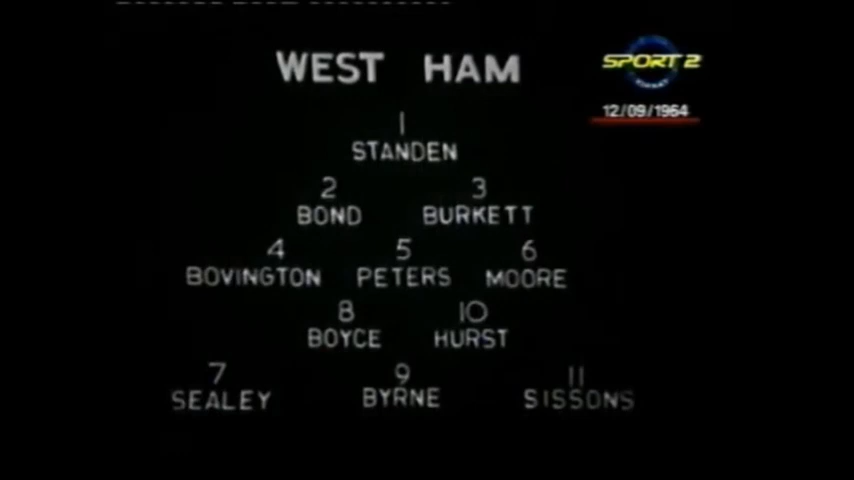 WEST HAM
SPORT 2
12/09/1964
1
STANDEN
2 3
BOND BURKETT
4 5 6
BOVINGTON PETERS MOORE
8 10
BOYCE HURST
7 9 11
SEALEY BYRNE SISSONS